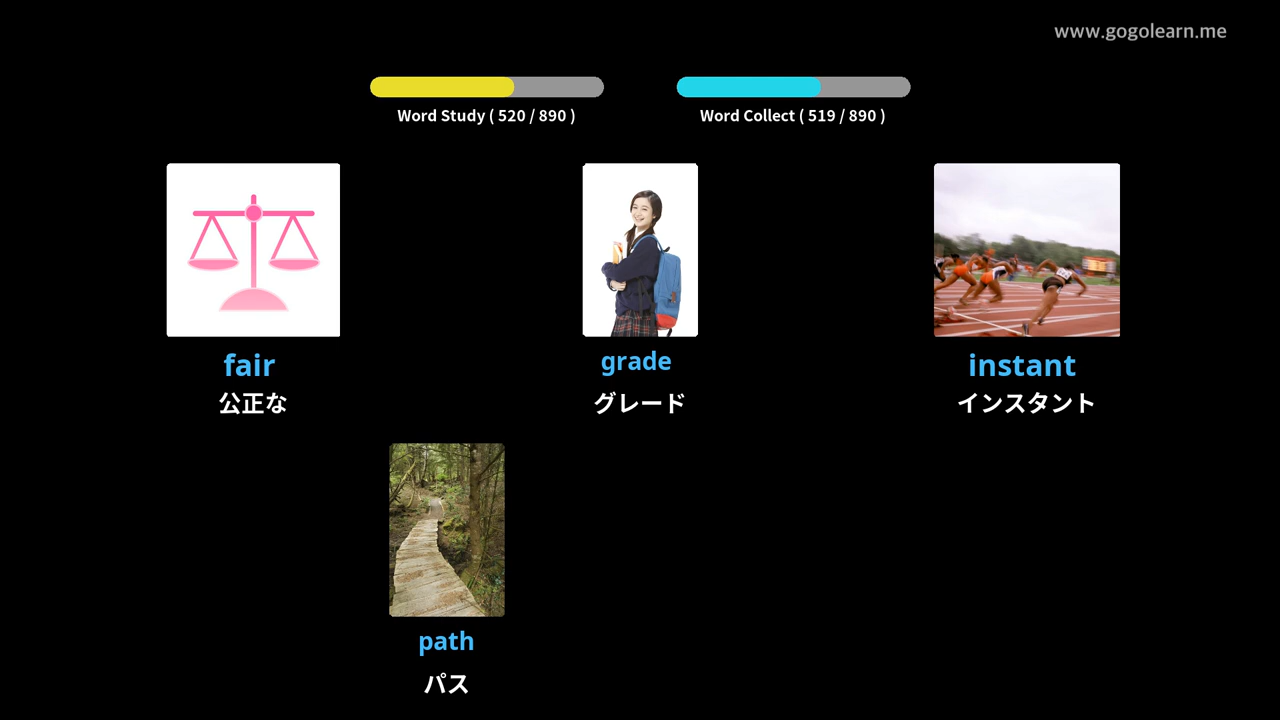 www.gogolearn.me
Word Study ( 520 / 890 )
Word Collect ( 519 / 890 )
fair
公正な
grade
グレード
instant
インスタント
path
パス